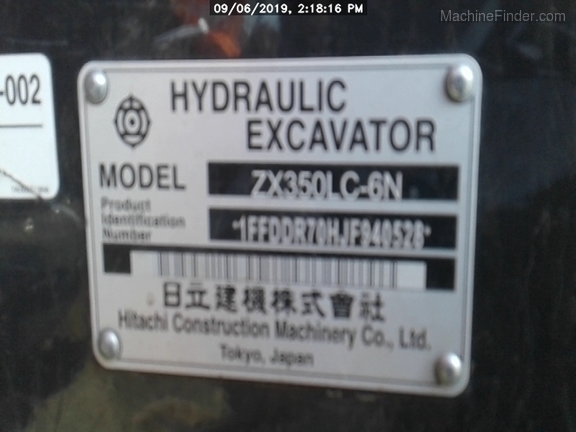 09/06/2019, 2:18:16 PM
MachineFinder.com
-002
HYDRAULIC
EXCAVATOR
MODEL ZX350LC-6N
Product
Identification
Number *1FFDDR70HJF940528*
日立建機株式會社
Hitachi Construction Machinery Co., Ltd.
Tokyo, Japan